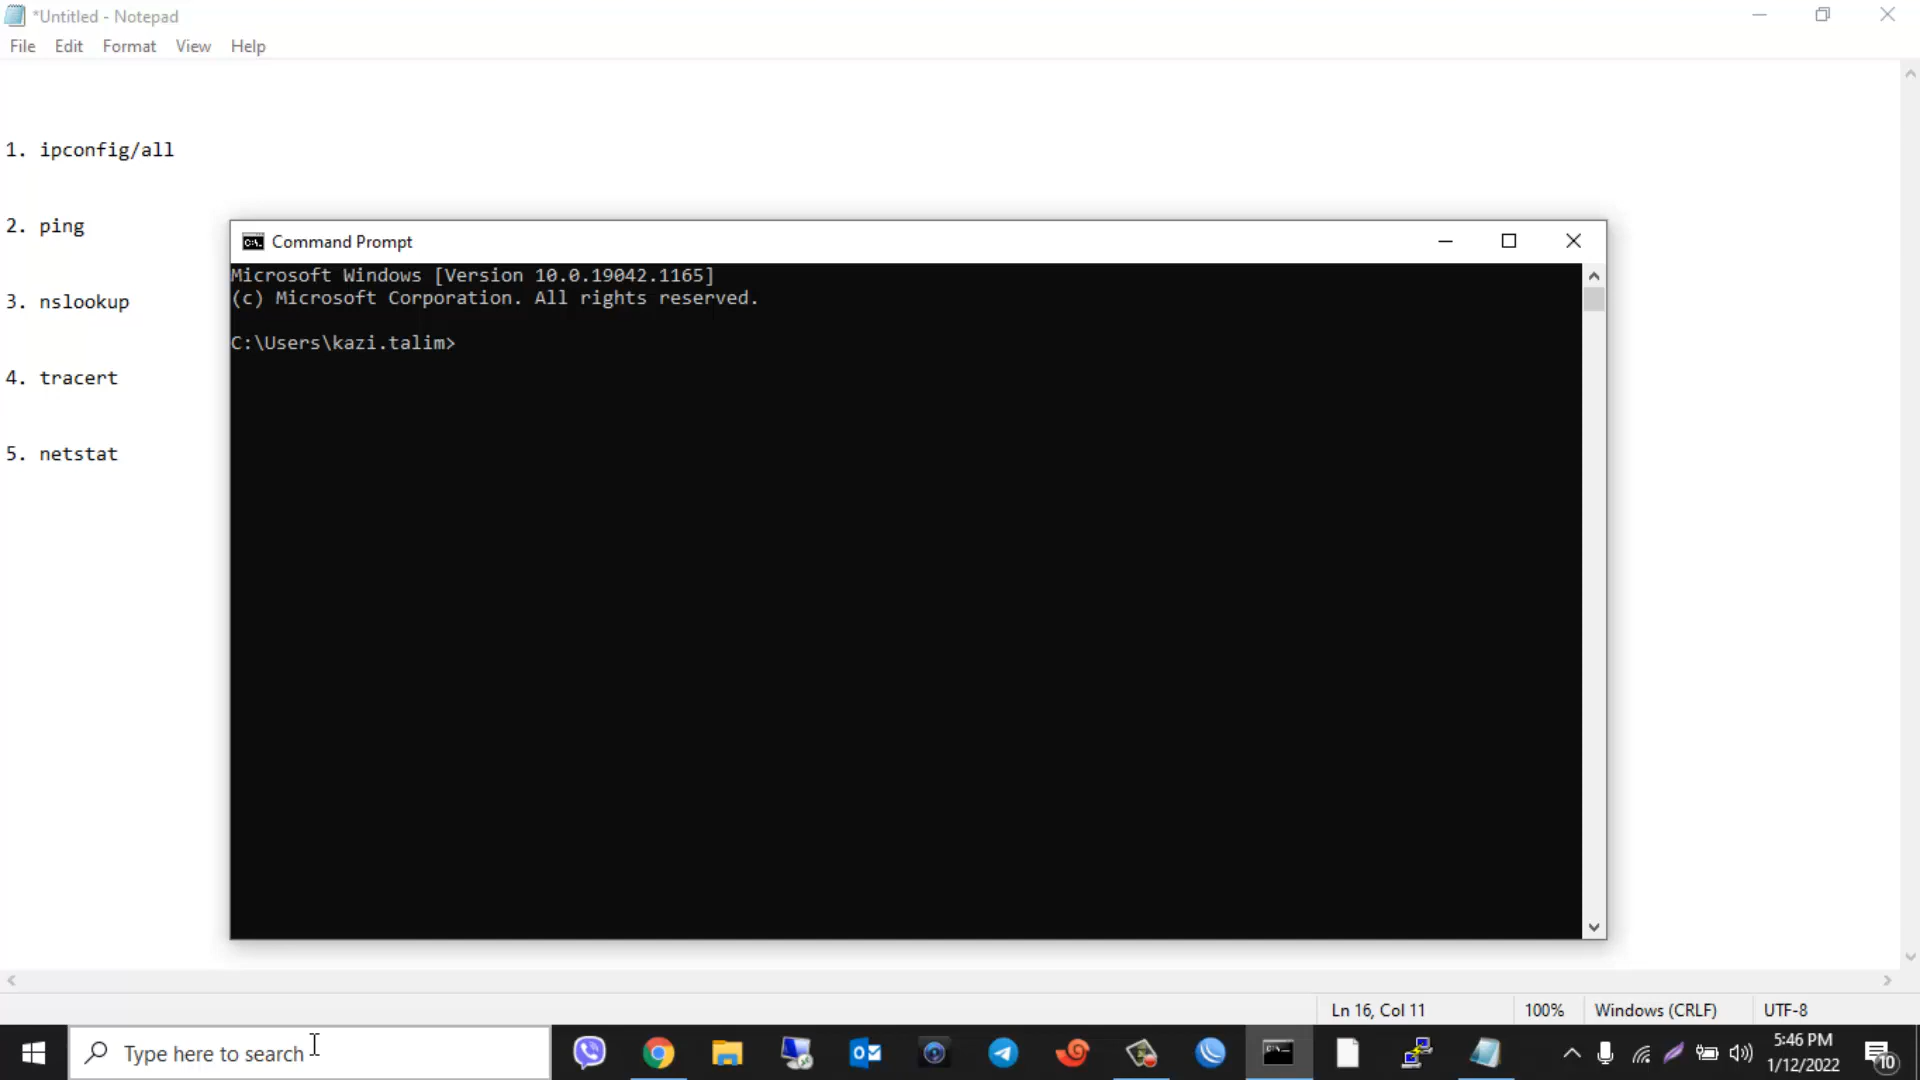 *Untitled - Notepad
File Edit Format View Help
1. ipconfig/all
2. ping
3. nslookup
4. tracert
5. netstat
Command Prompt
Microsoft Windows [Version 10.0.19042.1165]
(c) Microsoft Corporation. All rights reserved.
C:\Users\kazi.talim>
Ln 16, Col 11 100% Windows (CRLF) UTF-8
Type here to search
5:46 PM
1/12/2022
10